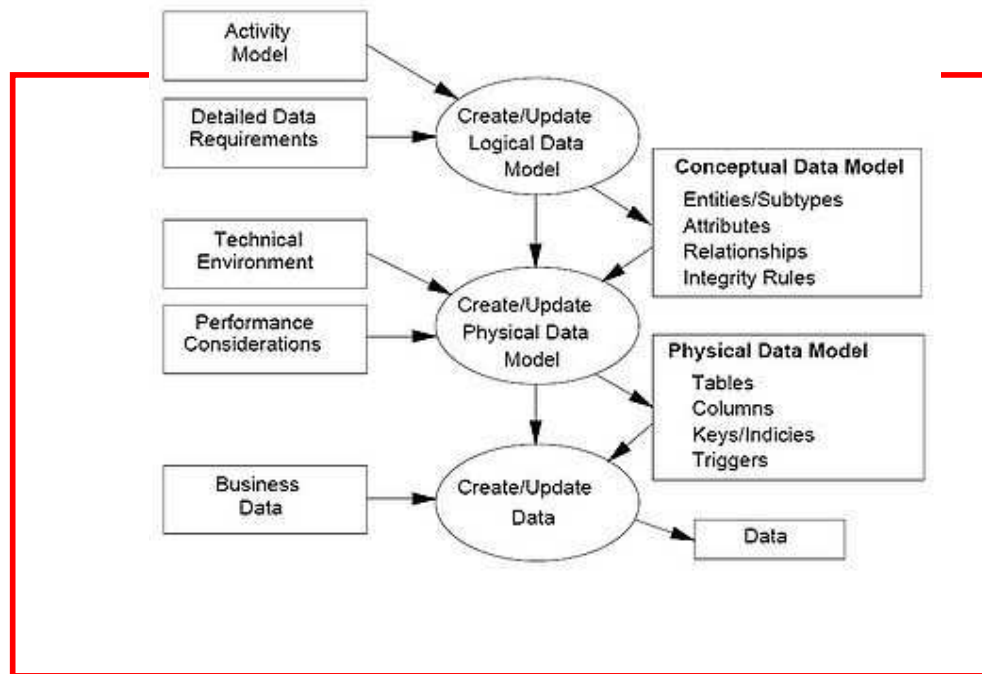 Activity
Model
Detailed Data
Requirements
Create/Update
Logical Data
Model
Conceptual Data Model
Entities/Subtypes
Attributes
Relationships
Integrity Rules
Technical
Environment
Performance
Considerations
Create/Update
Physical Data
Model
Physical Data Model
Tables
Columns
Keys/Indicies
Triggers
Business
Data
Create/Update
Data
Data